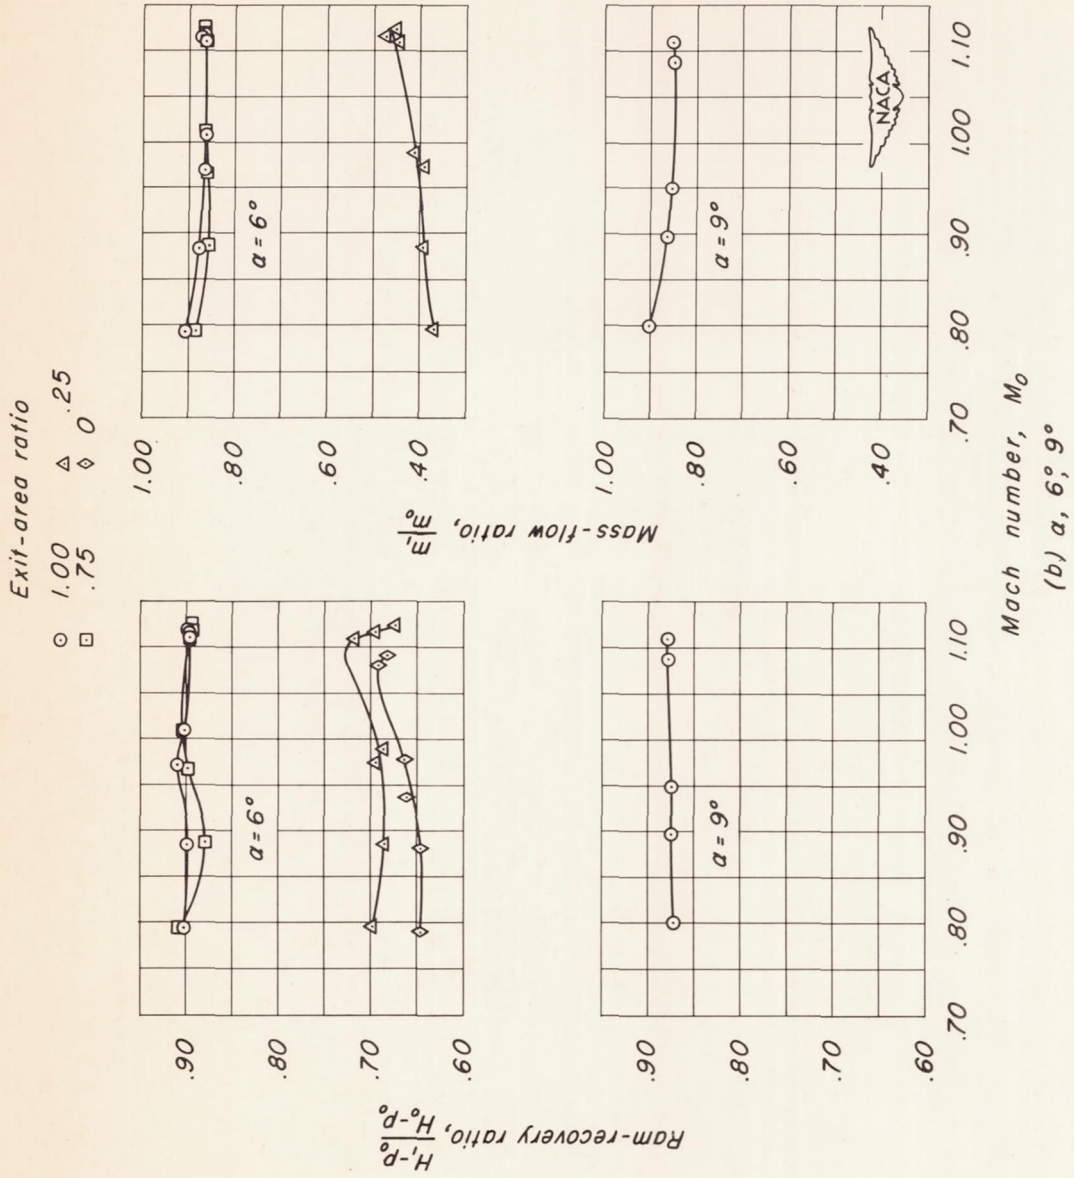 Exit-area ratio
⊙ 1.00 △ .25
⊡ .75 ◇ 0
Ram-recovery ratio, H₁-p₀ / H₀-p₀
.90
.80
.70
.60
α = 6°
.90
.80
.70
.60
α = 9°
.70 .80 .90 1.00 1.10
Mass-flow ratio, m₁ / m₀
1.00
.80
.60
.40
α = 6°
1.00
.80
.60
.40
α = 9°
NACA
.70 .80 .90 1.00 1.10
Mach number, M₀
(b) α, 6°, 9°